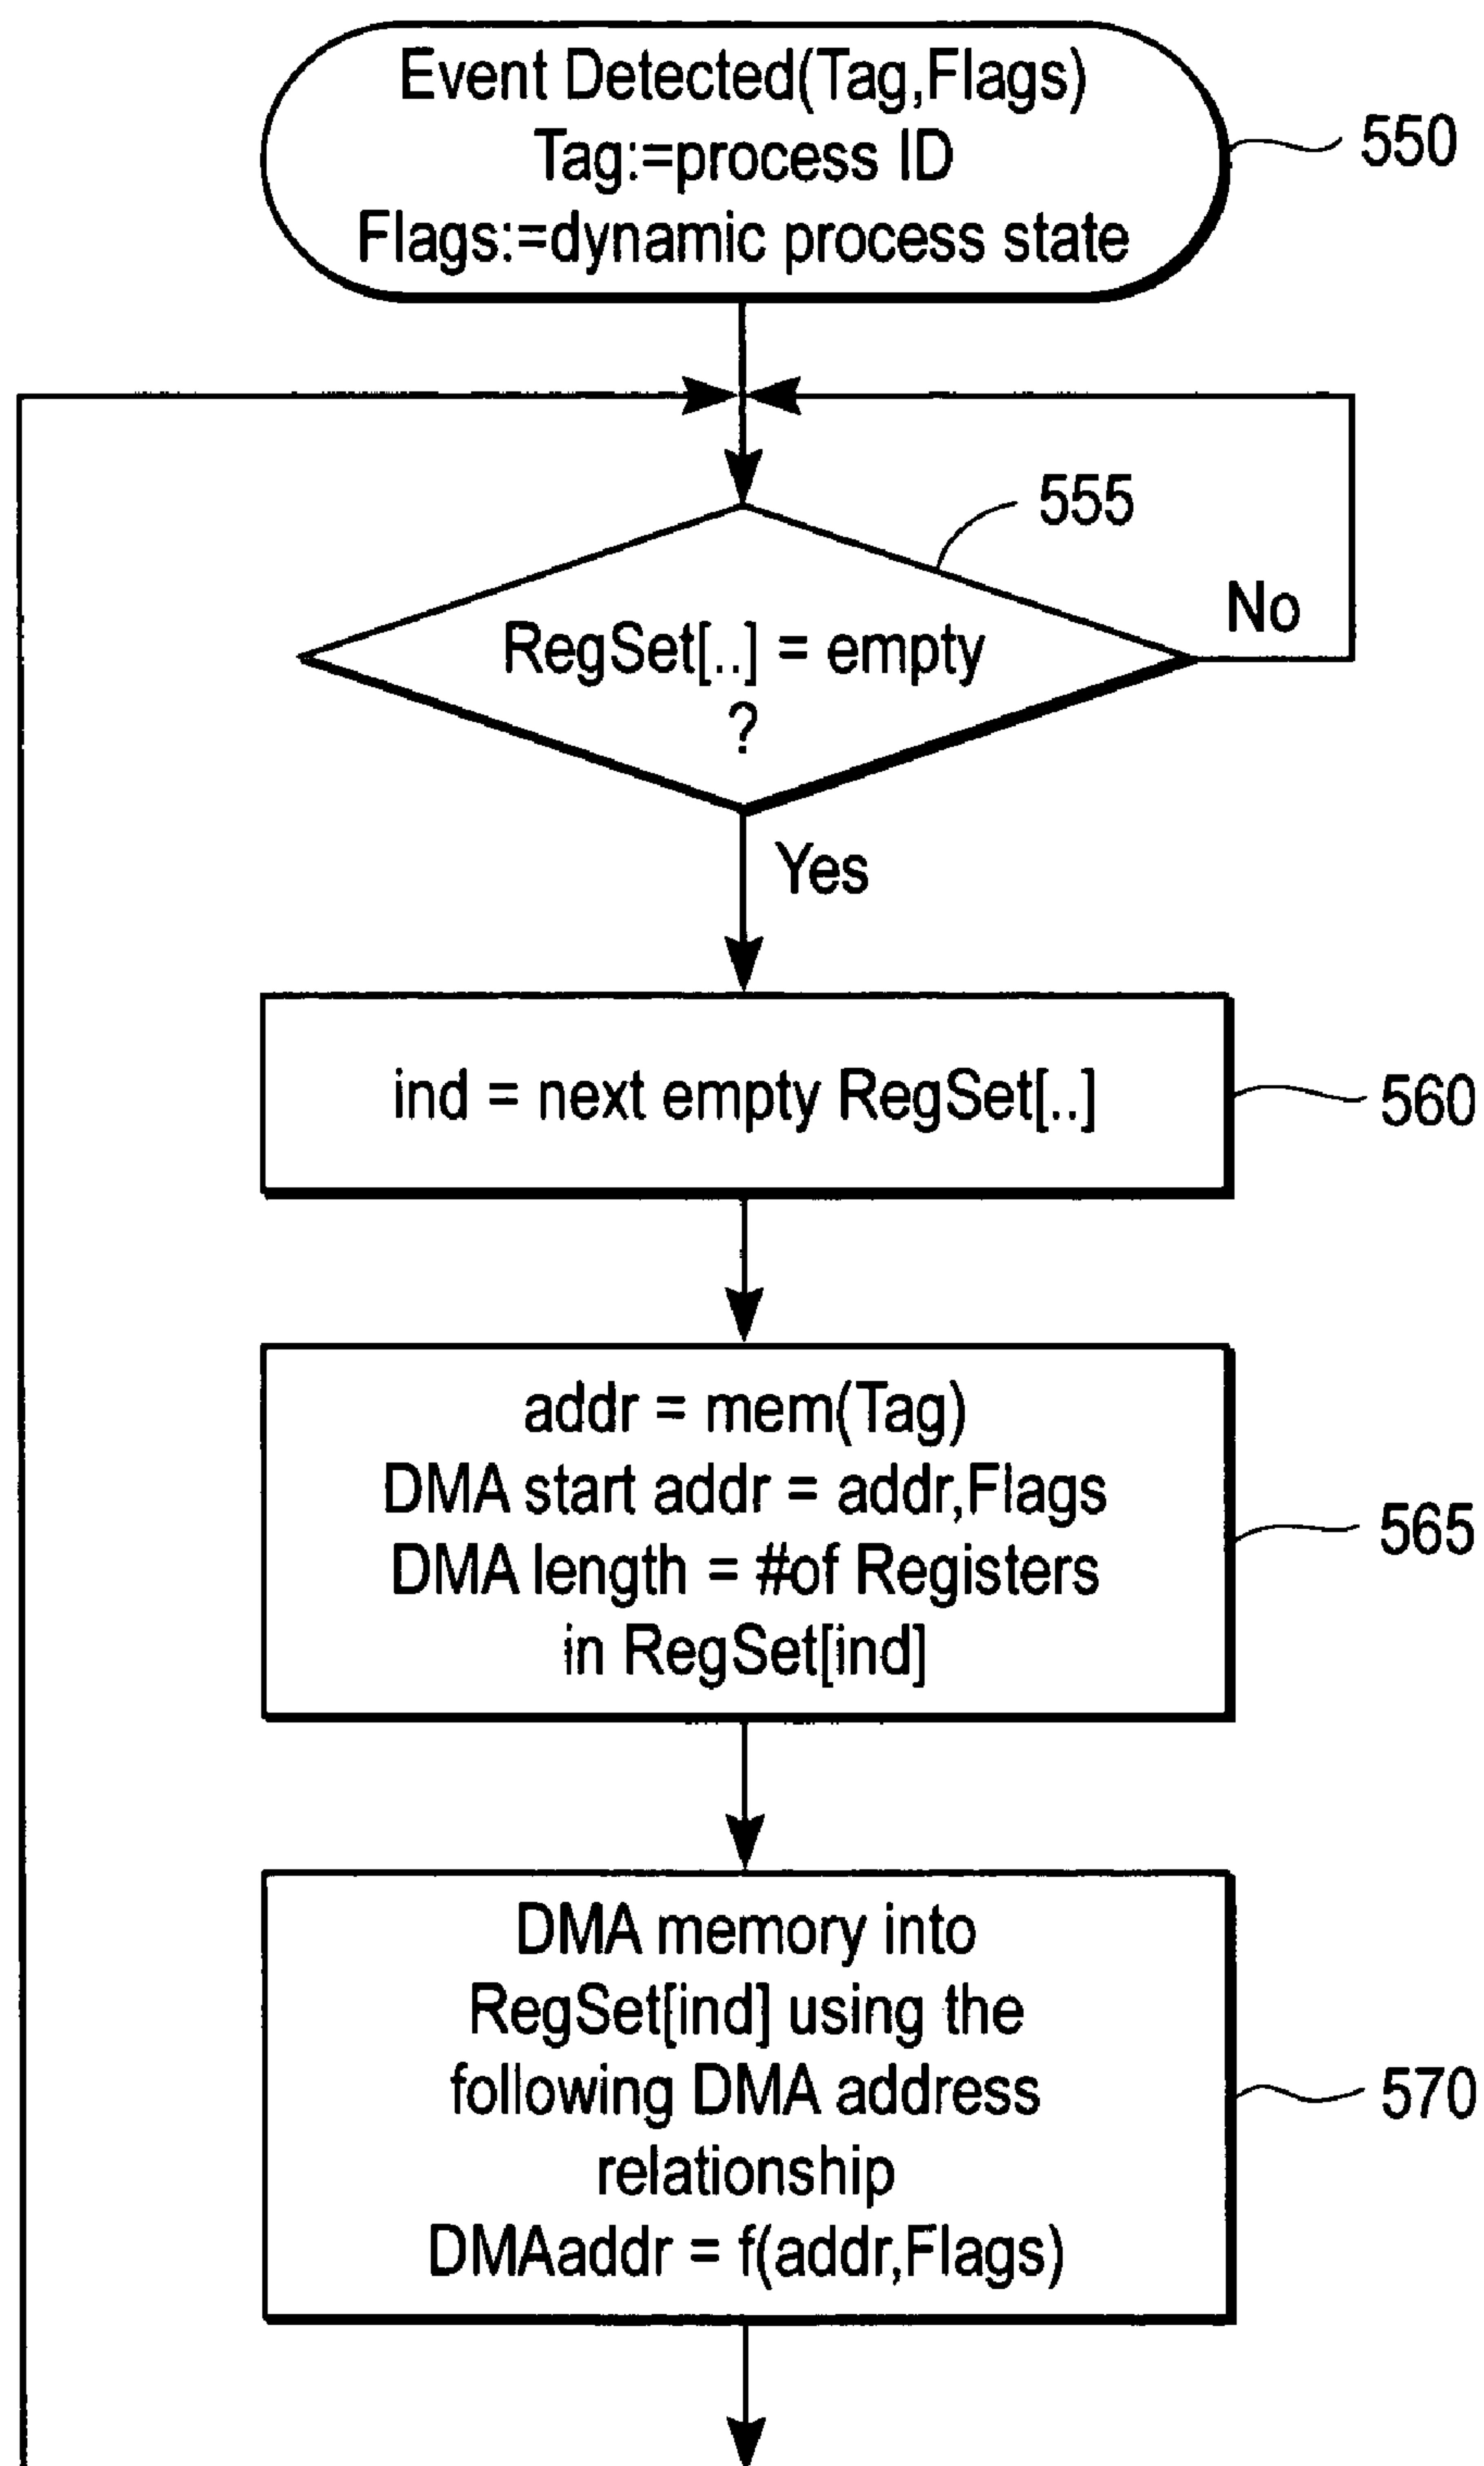 Event Detected(Tag,Flags)
Tag:=process ID
Flags:=dynamic process state
550
555
No
RegSet[..] = empty
?
Yes
ind = next empty RegSet[..]
560
addr = mem(Tag)
DMA start addr = addr,Flags
DMA length = #of Registers
in RegSet[ind]
565
DMA memory into
RegSet[ind] using the
following DMA address
relationship
DMAaddr = f(addr,Flags)
570